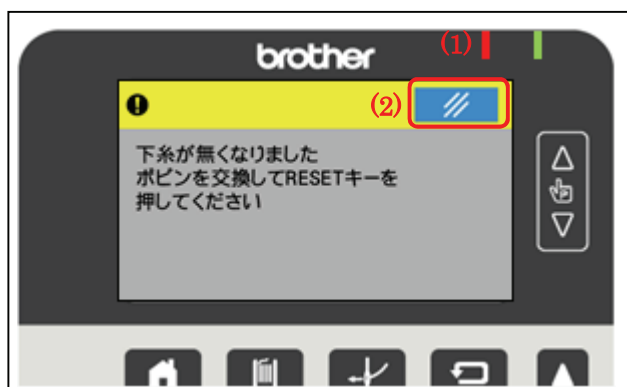 brother
(1)
(2)
下糸が無くなりました
ボビンを交換してRESETキーを
押してください